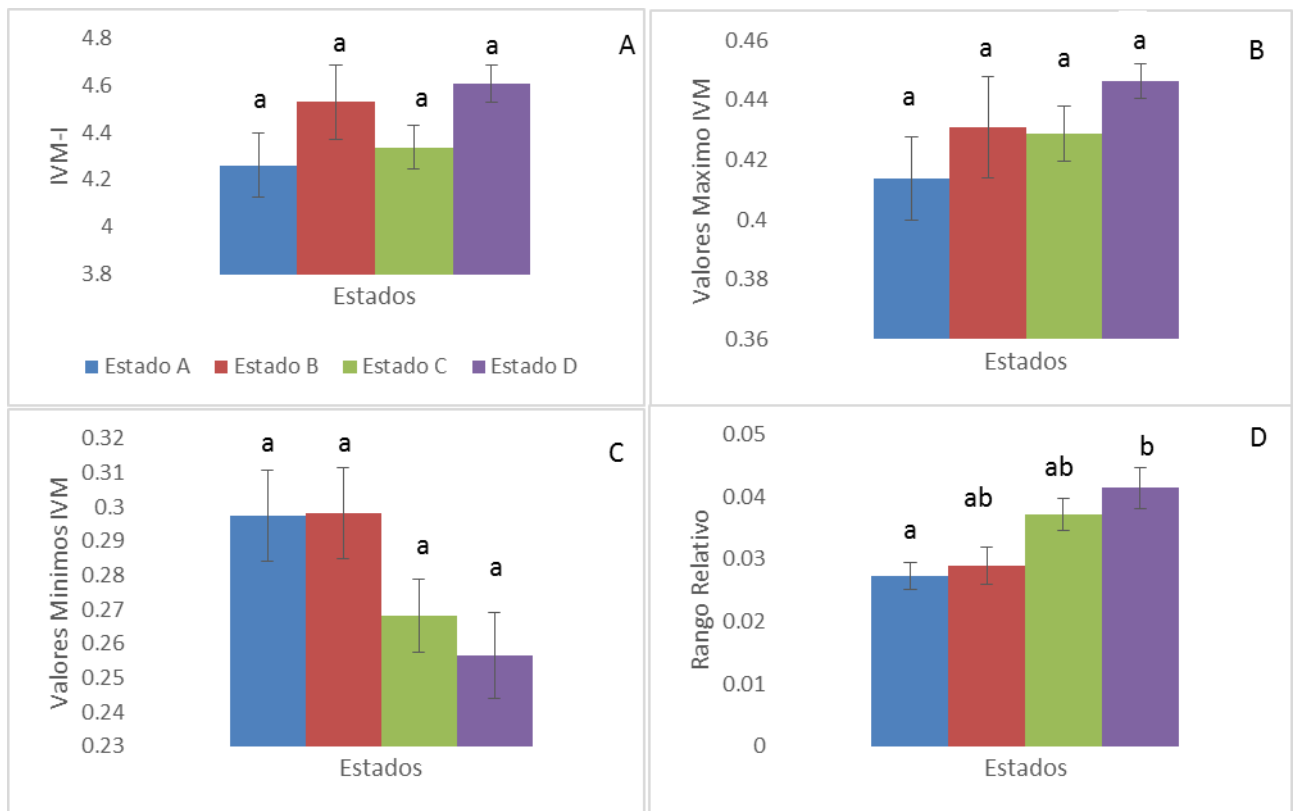 A
4.8
4.6
4.4
4.2
4
3.8
IVM-I
a
a
a
a
Estados
Estado A Estado B Estado C Estado D
B
0.46
0.44
0.42
0.4
0.38
0.36
Valores Maximo IVM
a
a
a
a
Estados
C
0.32
0.31
0.3
0.29
0.28
0.27
0.26
0.25
0.24
0.23
Valores Minimos IVM
a
a
a
a
Estados
D
0.05
0.04
0.03
0.02
0.01
0
Rango Relativo
a
ab
ab
b
Estados